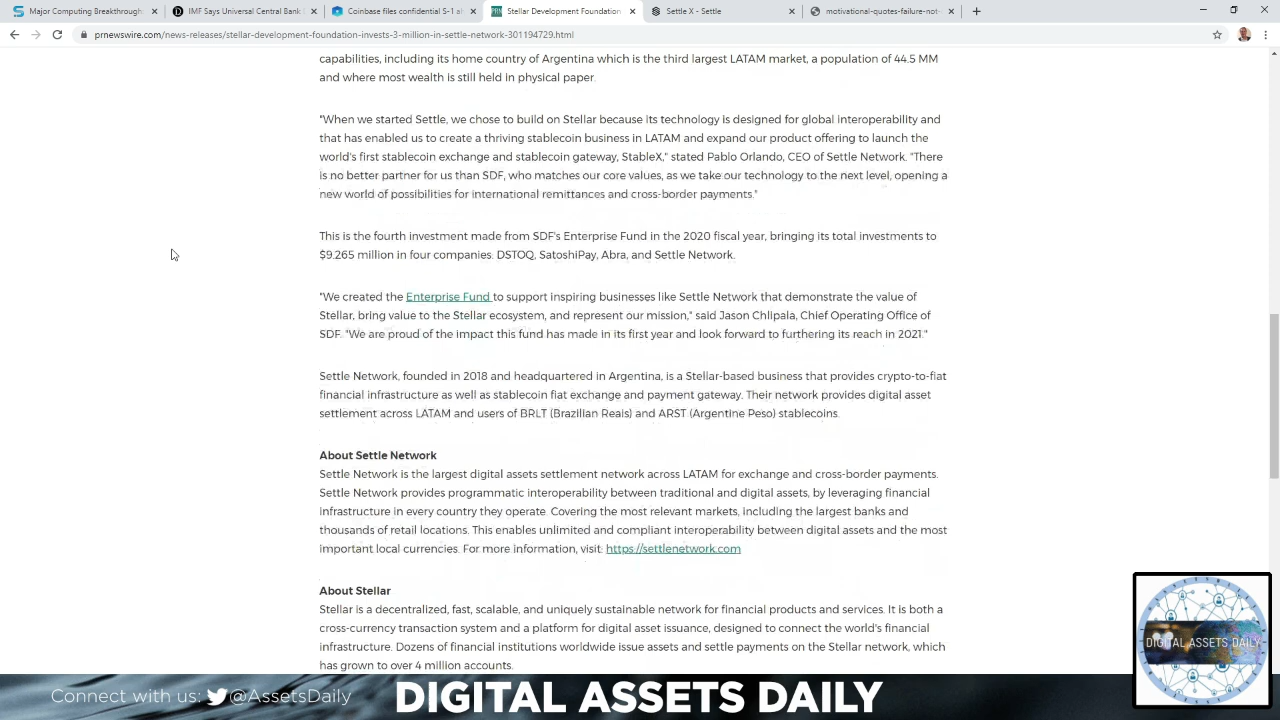 Major Computing Breakthrough
IMF Says Universal Central Bank
Coinbase files confidential S-1 a
Stellar Development Foundation
Settle X - Settle
motivational-quotes-failure-not-
prnewswire.com/news-releases/stellar-development-foundation-invests-3-million-in-settle-network-301194729.html
capabilities, including its home country of Argentina which is the third largest LATAM market, a population of 44.5 MM
and where most wealth is still held in physical paper.
"When we started Settle, we chose to build on Stellar because its technology is designed for global interoperability and
that has enabled us to create a thriving stablecoin business in LATAM and expand our product offering to launch the
world's first stablecoin exchange and stablecoin gateway, StableX," stated Pablo Orlando, CEO of Settle Network. "There
is no better partner for us than SDF, who matches our core values, as we take our technology to the next level, opening a
new world of possibilities for international remittances and cross-border payments."
This is the fourth investment made from SDF's Enterprise Fund in the 2020 fiscal year, bringing its total investments to
$9.265 million in four companies: DSTOQ, SatoshiPay, Abra, and Settle Network.
"We created the Enterprise Fund to support inspiring businesses like Settle Network that demonstrate the value of
Stellar, bring value to the Stellar ecosystem, and represent our mission," said Jason Chlipala, Chief Operating Office of
SDF. "We are proud of the impact this fund has made in its first year and look forward to furthering its reach in 2021."
Settle Network, founded in 2018 and headquartered in Argentina, is a Stellar-based business that provides crypto-to-fiat
financial infrastructure as well as stablecoin fiat exchange and payment gateway. Their network provides digital asset
settlement across LATAM and users of BRLT (Brazilian Reais) and ARST (Argentine Peso) stablecoins.
About Settle Network
Settle Network is the largest digital assets settlement network across LATAM for exchange and cross-border payments.
Settle Network provides programmatic interoperability between traditional and digital assets, by leveraging financial
infrastructure in every country they operate. Covering the most relevant markets, including the largest banks and
thousands of retail locations. This enables unlimited and compliant interoperability between digital assets and the most
important local currencies. For more information, visit: https://settlenetwork.com
About Stellar
Stellar is a decentralized, fast, scalable, and uniquely sustainable network for financial products and services. It is both a
cross-currency transaction system and a platform for digital asset issuance, designed to connect the world's financial
infrastructure. Dozens of financial institutions worldwide issue assets and settle payments on the Stellar network, which
has grown to over 4 million accounts.
DIGITAL ASSETS DAILY
Connect with us: @AssetsDaily
DIGITAL ASSETS DAILY